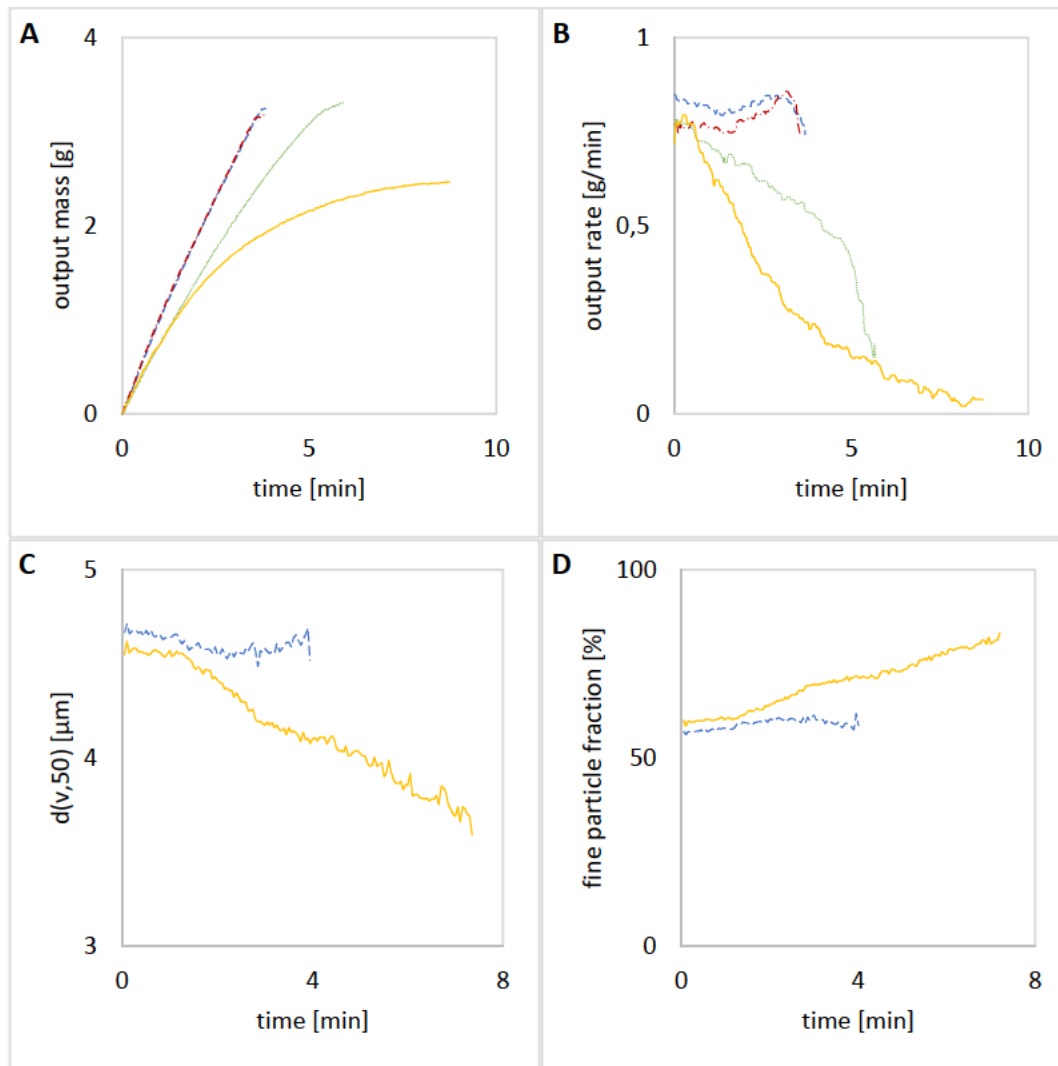 A
output mass [g]
4
2
0
0 5 10
time [min]
B
output rate [g/min]
1
0,5
0
0 5 10
time [min]
C
d(v,50) [µm]
5
4
3
0 4 8
time [min]
D
fine particle fraction [%]
100
50
0
0 4 8
time [min]